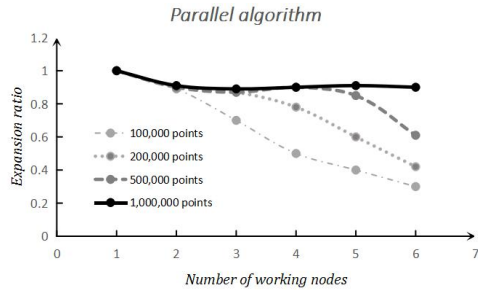 Parallel algorithm
1.2
1
0.8
0.6
0.4
0.2
0
Expansion ratio
100,000 points
200,000 points
500,000 points
1,000,000 points
0 1 2 3 4 5 6 7
Number of working nodes